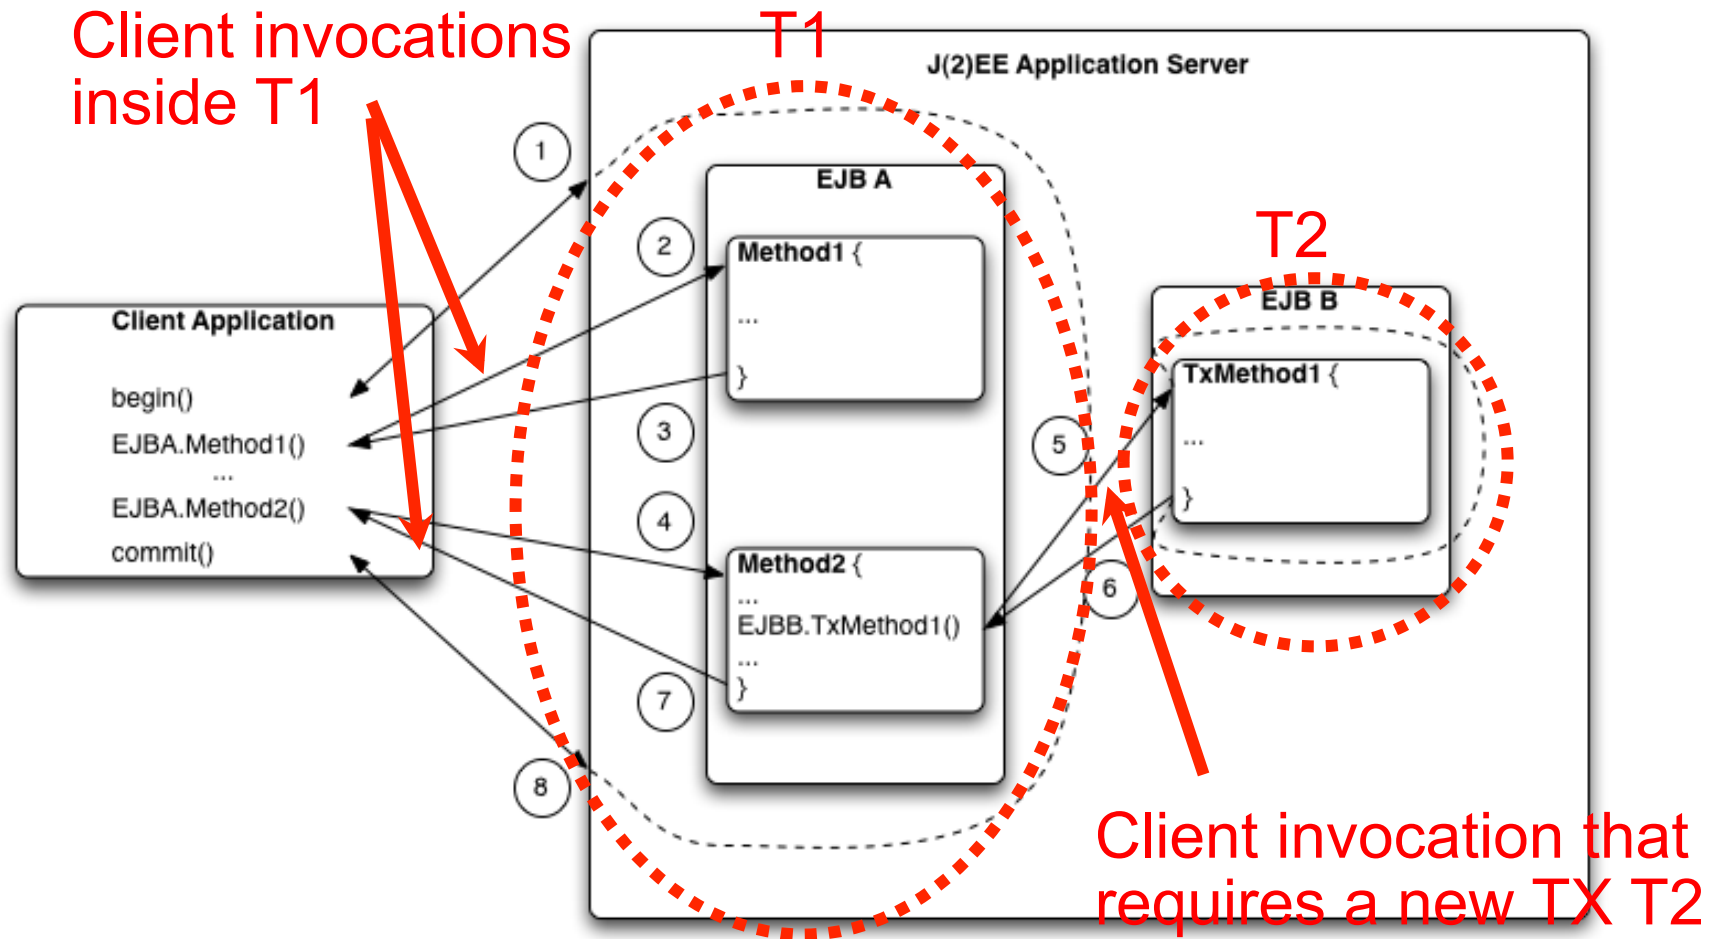 Client invocations
inside T1
T1
J(2)EE Application Server
1
EJB A
2
Method1 {
...
}
3
T2
EJB B
TxMethod1 {
...
}
Client Application
begin()
EJBA.Method1()
...
EJBA.Method2()
commit()
5
4
Method2 {
...
EJBB.TxMethod1()
...
}
6
7
8
Client invocation that
requires a new TX T2